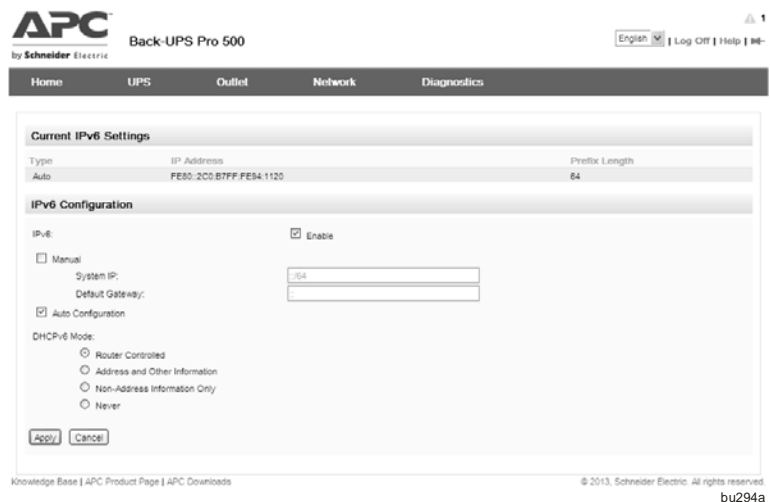 APC
by Schneider Electric
Back-UPS Pro 500
1
English | Log Off | Help |
Home UPS Outlet Network Diagnostics
Current IPv6 Settings
Type IP Address Prefix Length
Auto FE80::2C0:B7FF:FE94:1120 64
IPv6 Configuration
IPv6: Enable
Manual
System IP: ::/64
Default Gateway: ::
Auto Configuration
DHCPv6 Mode:
Router Controlled
Address and Other Information
Non-Address Information Only
Never
Apply Cancel
Knowledge Base | APC Product Page | APC Downloads © 2013, Schneider Electric. All rights reserved.
bu294a